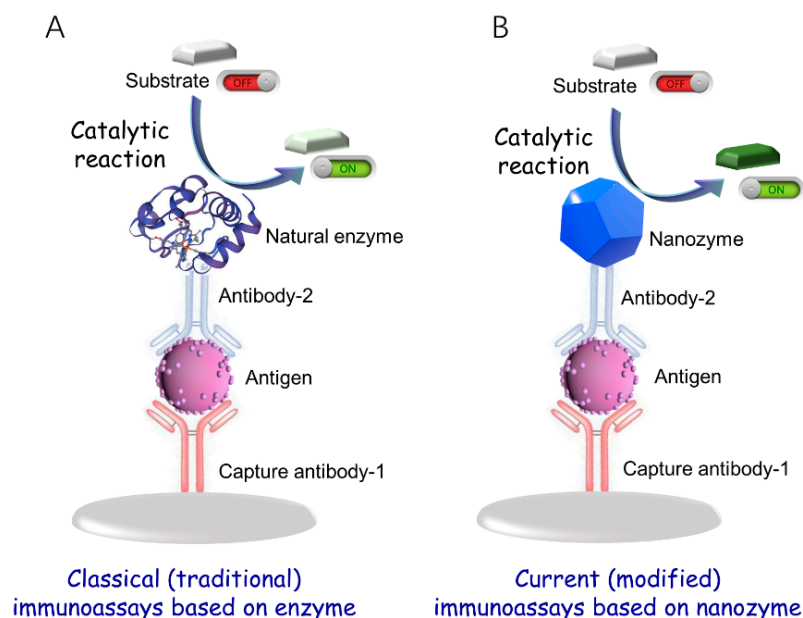 A
Substrate
OFF
Catalytic
reaction
ON
Natural enzyme
Antibody-2
Antigen
Capture antibody-1
Classical (traditional)
immunoassays based on enzyme
B
Substrate
OFF
Catalytic
reaction
ON
Nanozyme
Antibody-2
Antigen
Capture antibody-1
Current (modified)
immunoassays based on nanozyme